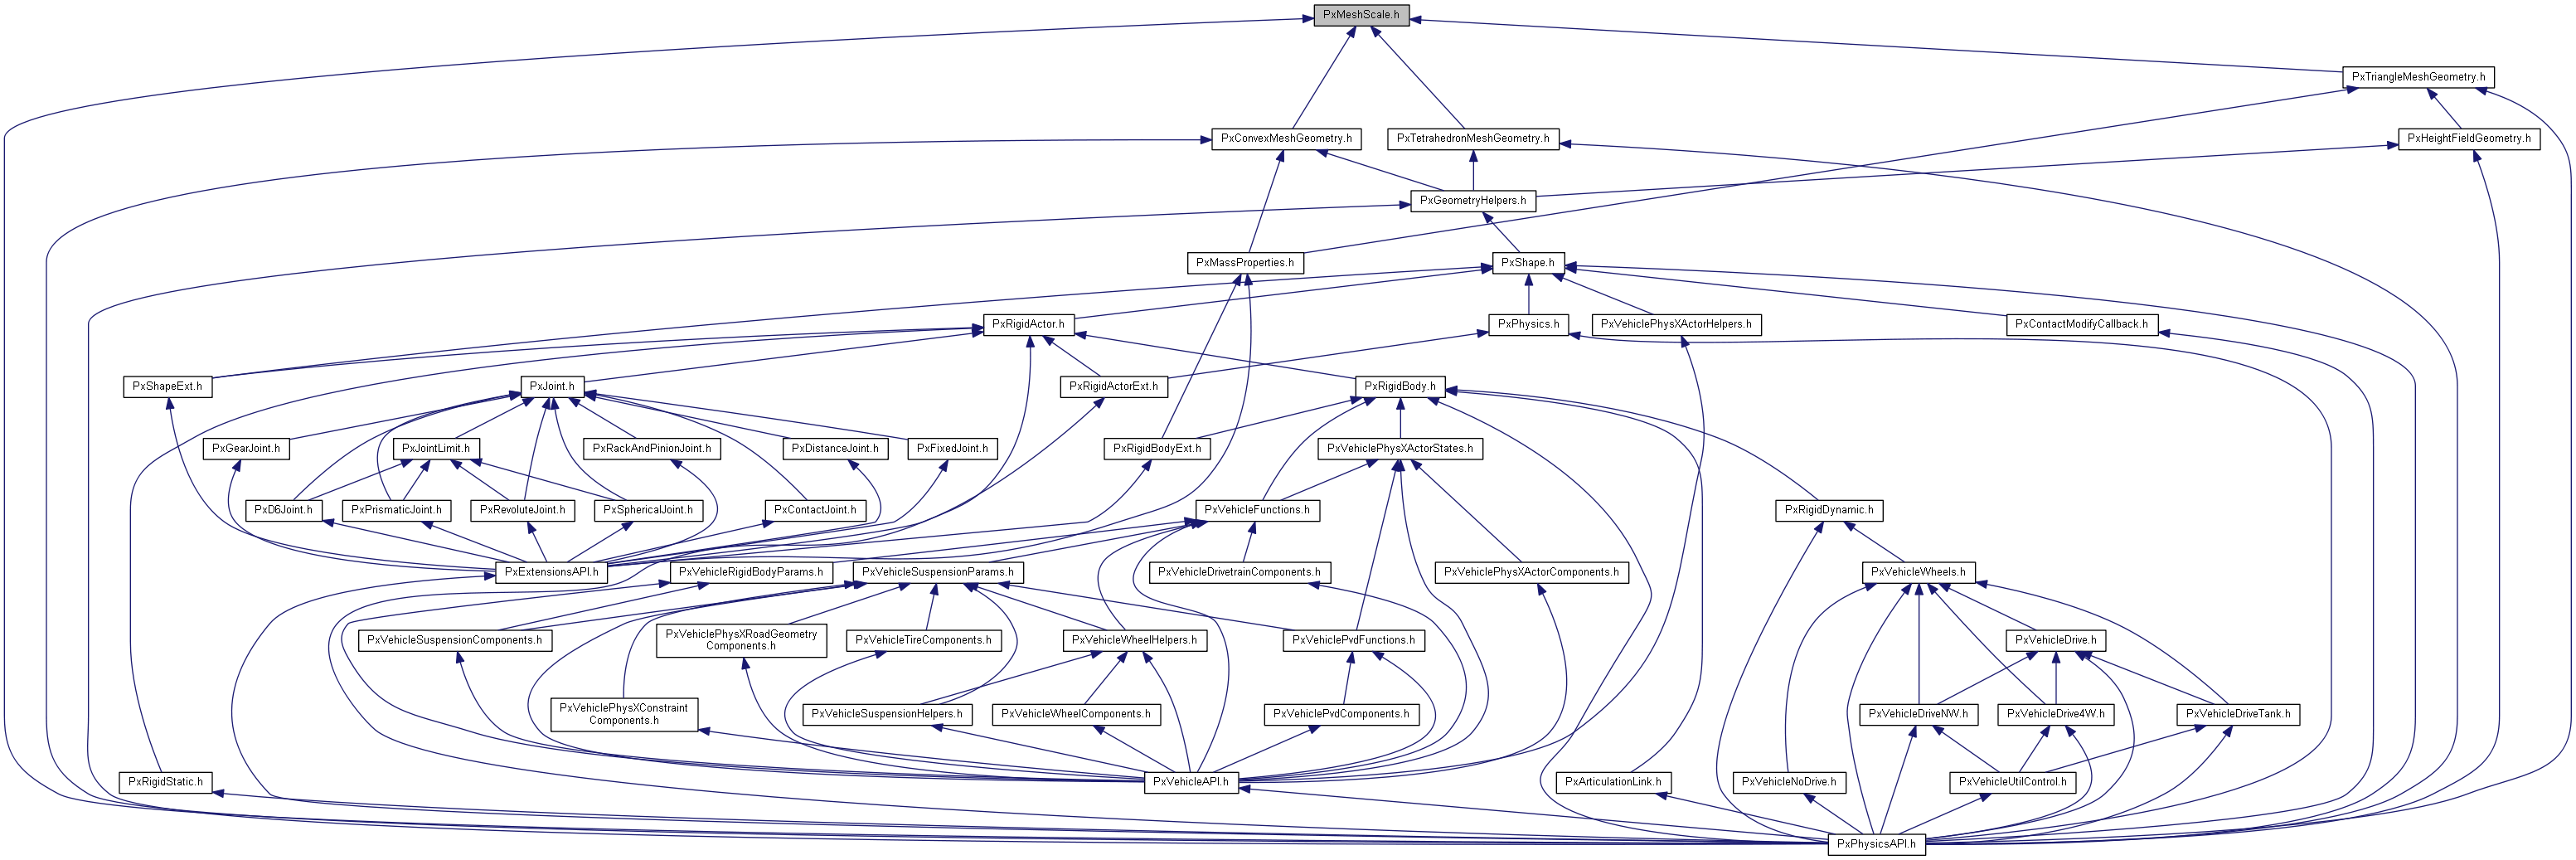 PxMeshScale.h
PxTriangleMeshGeometry.h
PxConvexMeshGeometry.h
PxTetrahedronMeshGeometry.h
PxHeightFieldGeometry.h
PxGeometryHelpers.h
PxMassProperties.h
PxShape.h
PxRigidActor.h
PxPhysics.h
PxVehiclePhysXActorHelpers.h
PxContactModifyCallback.h
PxShapeExt.h
PxJoint.h
PxRigidActorExt.h
PxRigidBody.h
PxGearJoint.h
PxJointLimit.h
PxRackAndPinionJoint.h
PxDistanceJoint.h
PxFixedJoint.h
PxRigidBodyExt.h
PxVehiclePhysXActorStates.h
PxD6Joint.h
PxPrismaticJoint.h
PxRevoluteJoint.h
PxSphericalJoint.h
PxContactJoint.h
PxVehicleFunctions.h
PxRigidDynamic.h
PxExtensionsAPI.h
PxVehicleRigidBodyParams.h
PxVehicleSuspensionParams.h
PxVehicleDrivetrainComponents.h
PxVehiclePhysXActorComponents.h
PxVehicleWheels.h
PxVehicleSuspensionComponents.h
PxVehiclePhysXRoadGeometry
Components.h
PxVehicleTireComponents.h
PxVehicleWheelHelpers.h
PxVehiclePvdFunctions.h
PxVehicleDrive.h
PxVehiclePhysXConstraint
Components.h
PxVehicleSuspensionHelpers.h
PxVehicleWheelComponents.h
PxVehiclePvdComponents.h
PxVehicleDriveNW.h
PxVehicleDrive4W.h
PxVehicleDriveTank.h
PxRigidStatic.h
PxVehicleAPI.h
PxArticulationLink.h
PxVehicleNoDrive.h
PxVehicleUtilControl.h
PxPhysicsAPI.h